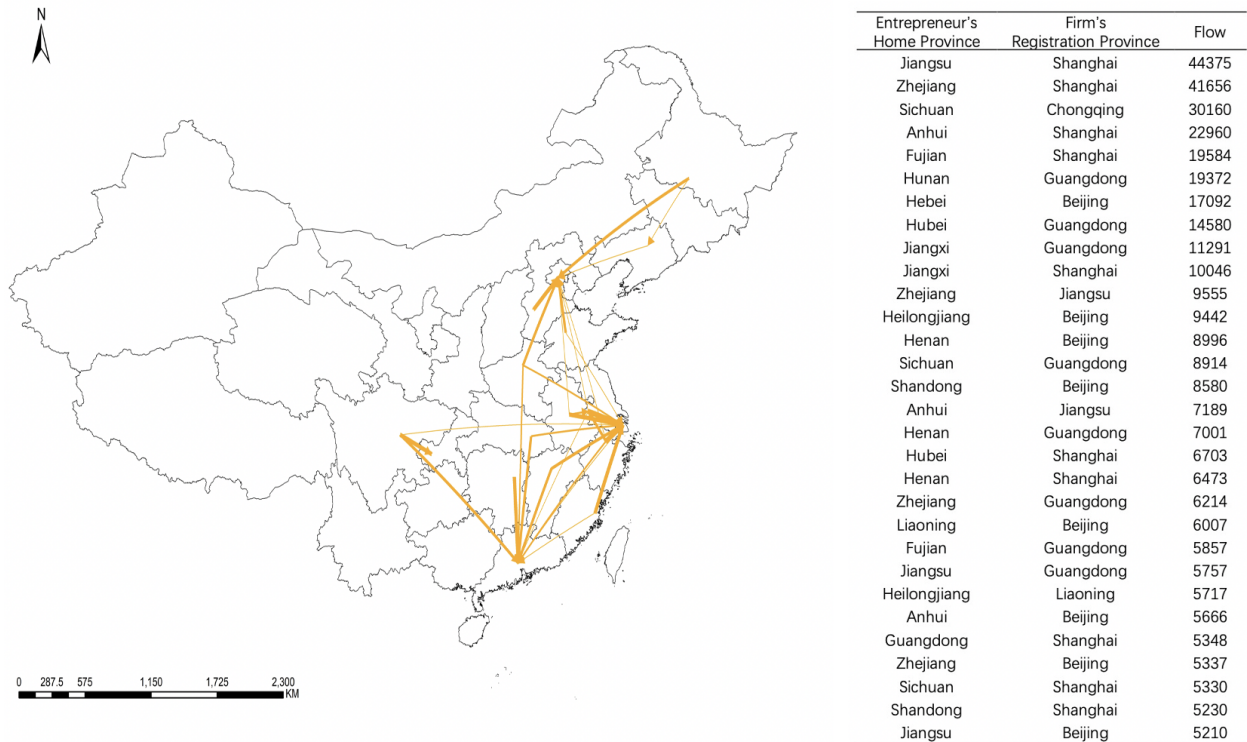 N
0 287.5 575 1,150 1,725 2,300
KM
Entrepreneur's Firm's
Home Province Registration Province Flow
Jiangsu Shanghai 44375
Zhejiang Shanghai 41656
Sichuan Chongqing 30160
Anhui Shanghai 22960
Fujian Shanghai 19584
Hunan Guangdong 19372
Hebei Beijing 17092
Hubei Guangdong 14580
Jiangxi Guangdong 11291
Jiangxi Shanghai 10046
Zhejiang Jiangsu 9555
Heilongjiang Beijing 9442
Henan Beijing 8996
Sichuan Guangdong 8914
Shandong Beijing 8580
Anhui Jiangsu 7189
Henan Guangdong 7001
Hubei Shanghai 6703
Henan Shanghai 6473
Zhejiang Guangdong 6214
Liaoning Beijing 6007
Fujian Guangdong 5857
Jiangsu Guangdong 5757
Heilongjiang Liaoning 5717
Anhui Beijing 5666
Guangdong Shanghai 5348
Zhejiang Beijing 5337
Sichuan Shanghai 5330
Shandong Shanghai 5230
Jiangsu Beijing 5210